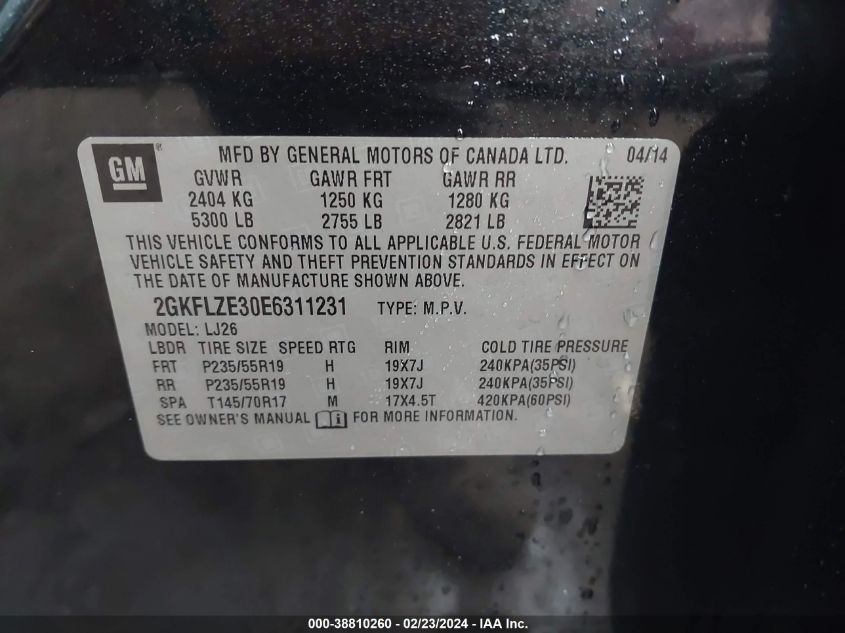 GM ® MFD BY GENERAL MOTORS OF CANADA LTD. 04/14
GVWR GAWR FRT GAWR RR
2404 KG 1250 KG 1280 KG
5300 LB 2755 LB 2821 LB
THIS VEHICLE CONFORMS TO ALL APPLICABLE U.S. FEDERAL MOTOR
VEHICLE SAFETY AND THEFT PREVENTION STANDARDS IN EFFECT ON
THE DATE OF MANUFACTURE SHOWN ABOVE.
2GKFLZE30E6311231 TYPE: M.P.V.
MODEL: LJ26
LBDR TIRE SIZE SPEED RTG RIM COLD TIRE PRESSURE
FRT P235/55R19 H 19X7J 240KPA(35PSI)
RR P235/55R19 H 19X7J 240KPA(35PSI)
SPA T145/70R17 M 17X4.5T 420KPA(60PSI)
SEE OWNER'S MANUAL i FOR MORE INFORMATION.
000-38810260 - 02/23/2024 - IAA Inc.